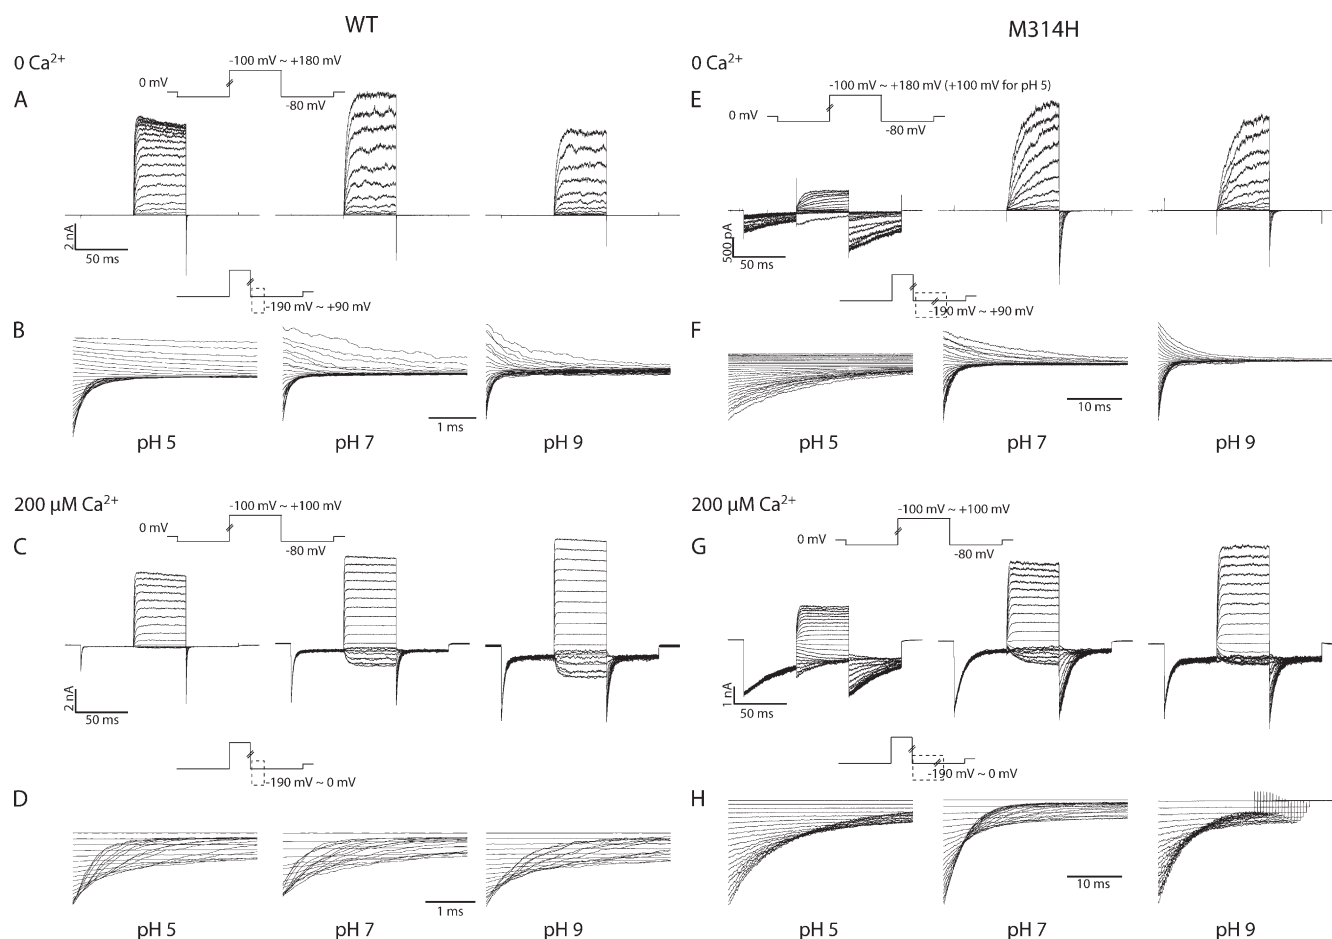 WT
M314H
0 Ca2+
0 Ca2+
A
0 mV
-100 mV ~ +180 mV
-80 mV
2 nA
50 ms
E
0 mV
-100 mV ~ +180 mV (+100 mV for pH 5)
-80 mV
500 pA
50 ms
-190 mV ~ +90 mV
-190 mV ~ +90 mV
B
1 ms
pH 5
pH 7
pH 9
F
10 ms
pH 5
pH 7
pH 9
200 µM Ca2+
200 µM Ca2+
C
0 mV
-100 mV ~ +100 mV
-80 mV
2 nA
50 ms
G
0 mV
-100 mV ~ +100 mV
-80 mV
1 nA
50 ms
-190 mV ~ 0 mV
-190 mV ~ 0 mV
D
1 ms
pH 5
pH 7
pH 9
H
10 ms
pH 5
pH 7
pH 9